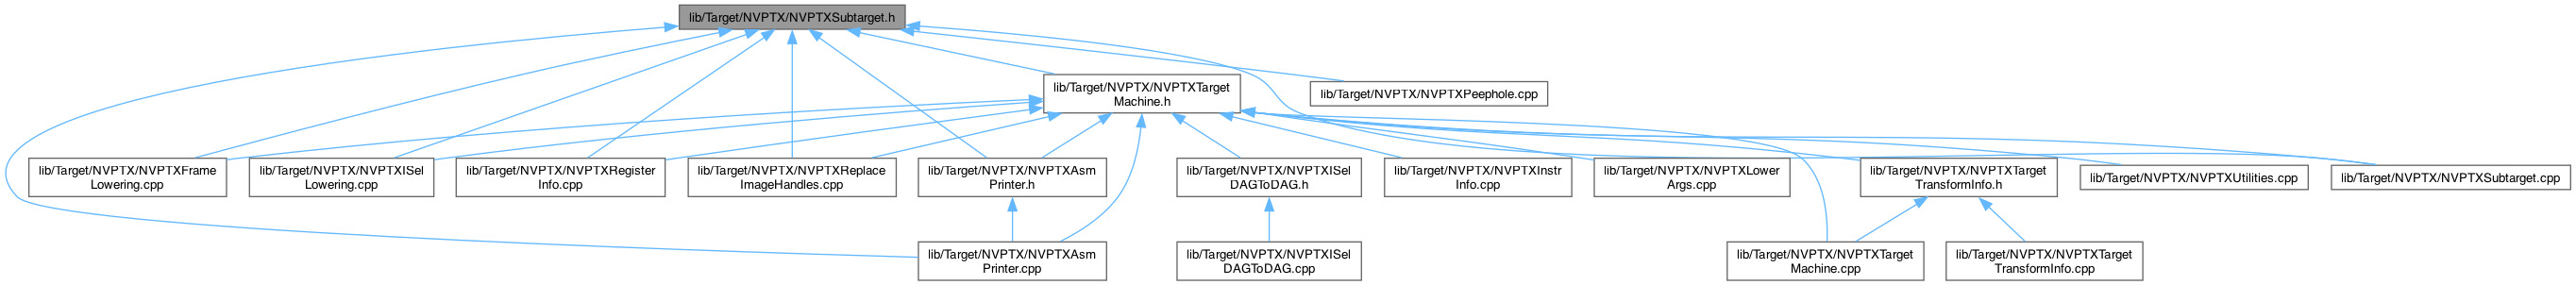 lib/Target/NVPTX/NVPTXSubtarget.h
lib/Target/NVPTX/NVPTXTarget
Machine.h
lib/Target/NVPTX/NVPTXPeephole.cpp
lib/Target/NVPTX/NVPTXFrame
Lowering.cpp
lib/Target/NVPTX/NVPTXISel
Lowering.cpp
lib/Target/NVPTX/NVPTXRegister
Info.cpp
lib/Target/NVPTX/NVPTXReplace
ImageHandles.cpp
lib/Target/NVPTX/NVPTXAsm
Printer.h
lib/Target/NVPTX/NVPTXISel
DAGToDAG.h
lib/Target/NVPTX/NVPTXInstr
Info.cpp
lib/Target/NVPTX/NVPTXLower
Args.cpp
lib/Target/NVPTX/NVPTXTarget
TransformInfo.h
lib/Target/NVPTX/NVPTXUtilities.cpp
lib/Target/NVPTX/NVPTXSubtarget.cpp
lib/Target/NVPTX/NVPTXAsm
Printer.cpp
lib/Target/NVPTX/NVPTXISel
DAGToDAG.cpp
lib/Target/NVPTX/NVPTXTarget
Machine.cpp
lib/Target/NVPTX/NVPTXTarget
TransformInfo.cpp